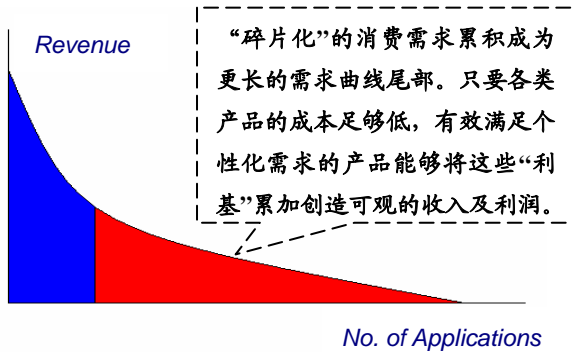 Revenue
“碎片化”的消费需求累积成为
更长的需求曲线尾部。只要各类
产品的成本足够低，有效满足个
性化需求的产品能够将这些“利
基”累加创造可观的收入及利润。
No. of Applications